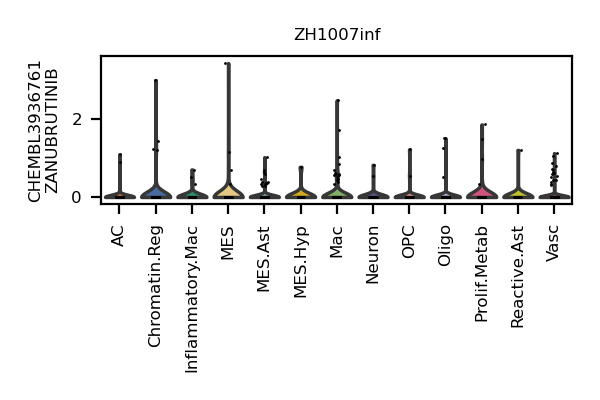 ZH1007inf
CHEMBL3936761
ZANUBRUTINIB
2
0
AC
Chromatin.Reg
Inflammatory.Mac
MES
MES.Ast
MES.Hyp
Mac
Neuron
OPC
Oligo
Prolif.Metab
Reactive.Ast
Vasc